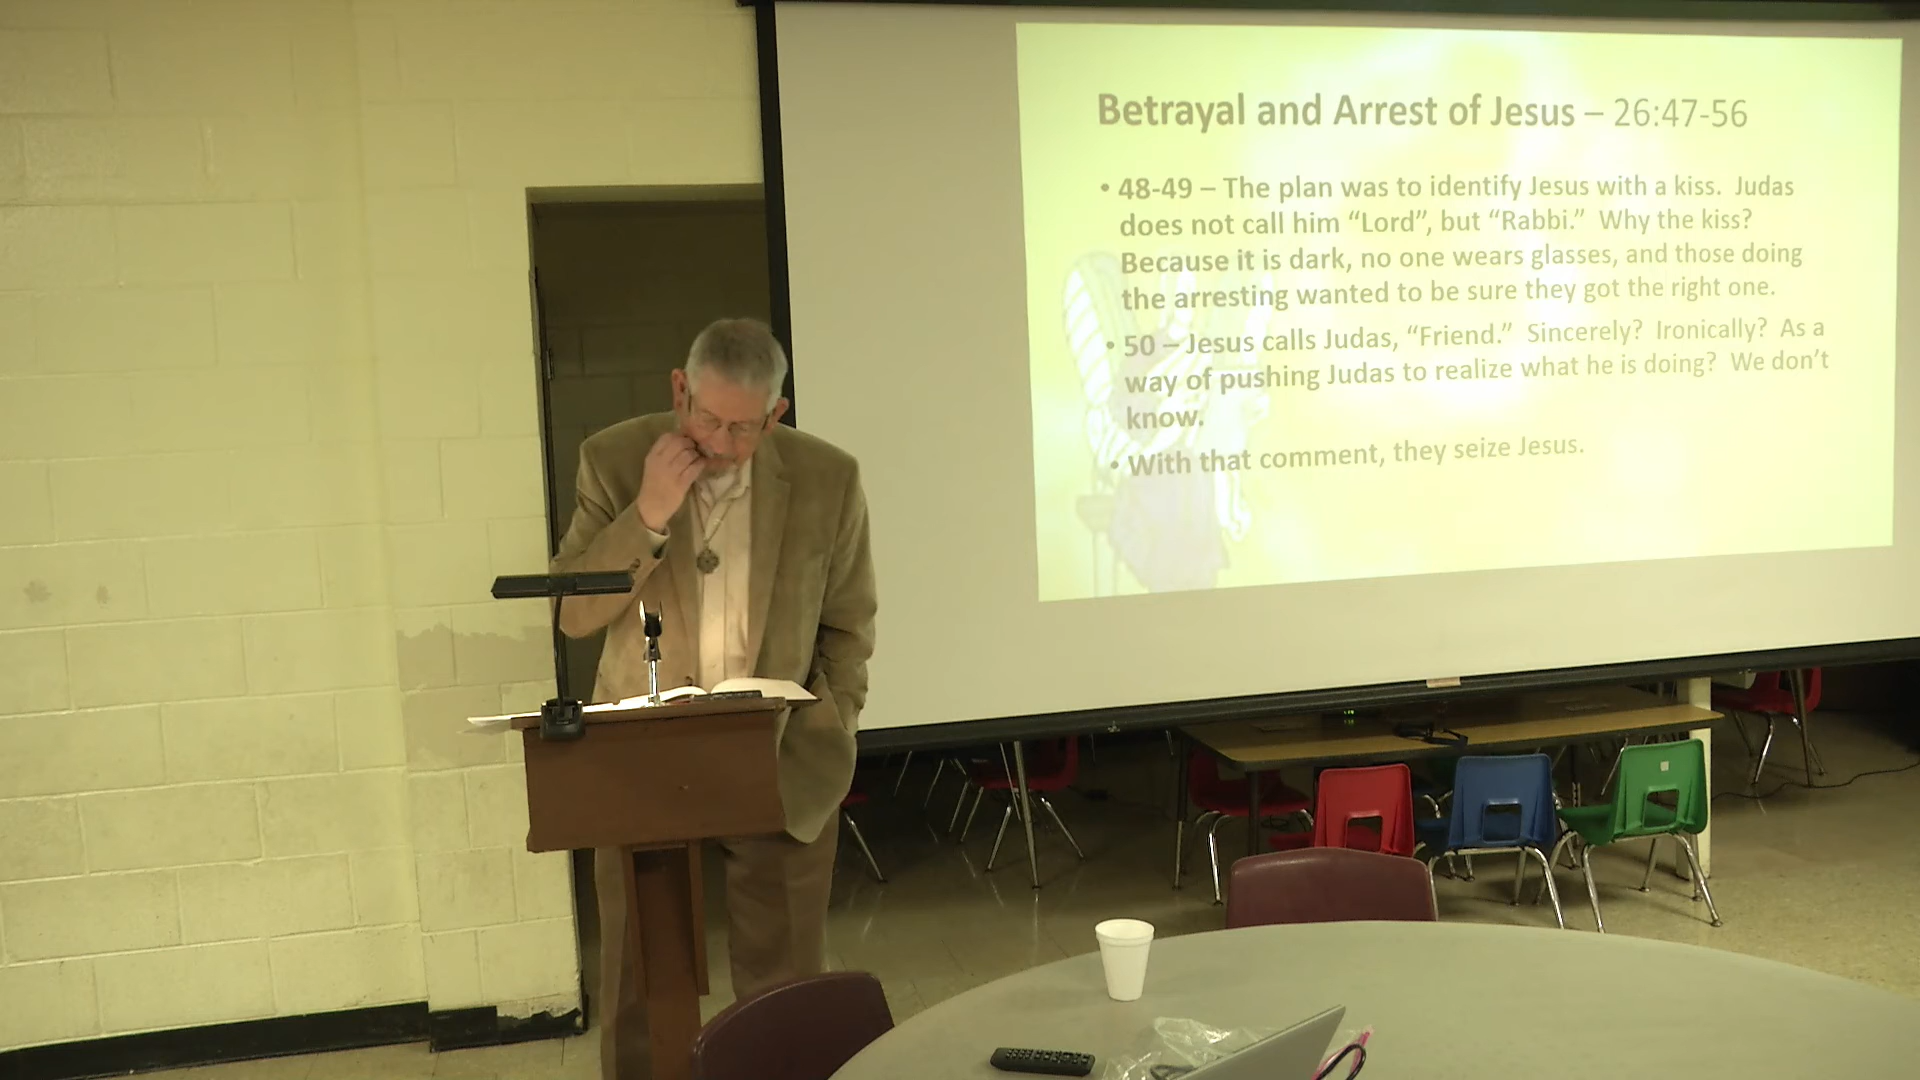 Betrayal and Arrest of Jesus – 26:47-56
• 48-49 – The plan was to identify Jesus with a kiss. Judas
does not call him “Lord”, but “Rabbi.” Why the kiss?
Because it is dark, no one wears glasses, and those doing
the arresting wanted to be sure they got the right one.
• 50 – Jesus calls Judas, “Friend.” Sincerely? Ironically? As a
way of pushing Judas to realize what he is doing? We don’t
know.
• With that comment, they seize Jesus.